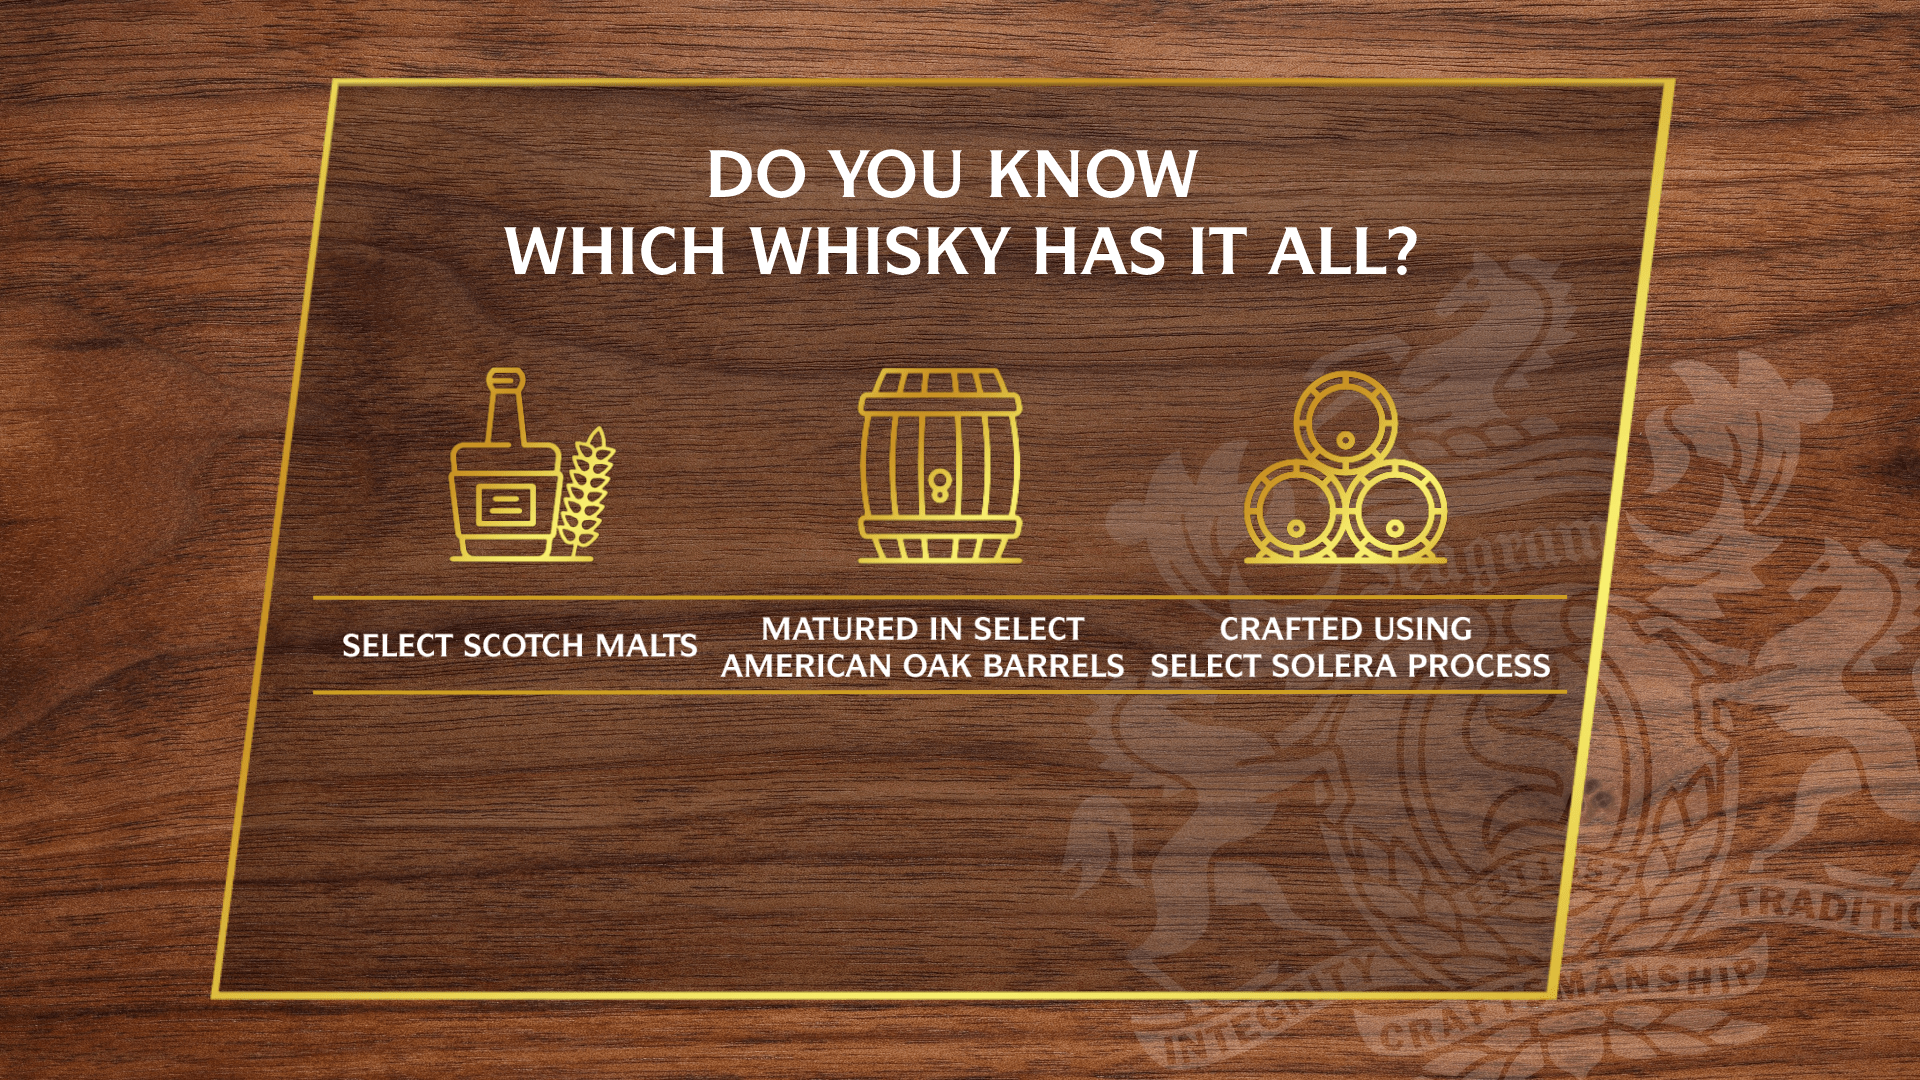 DO YOU KNOW
WHICH WHISKY HAS IT ALL?
SELECT SCOTCH MALTS
MATURED IN SELECT
AMERICAN OAK BARRELS
CRAFTED USING
SELECT SOLERA PROCESS
Seagram
INTEGRITY
CRAFTSMANSHIP